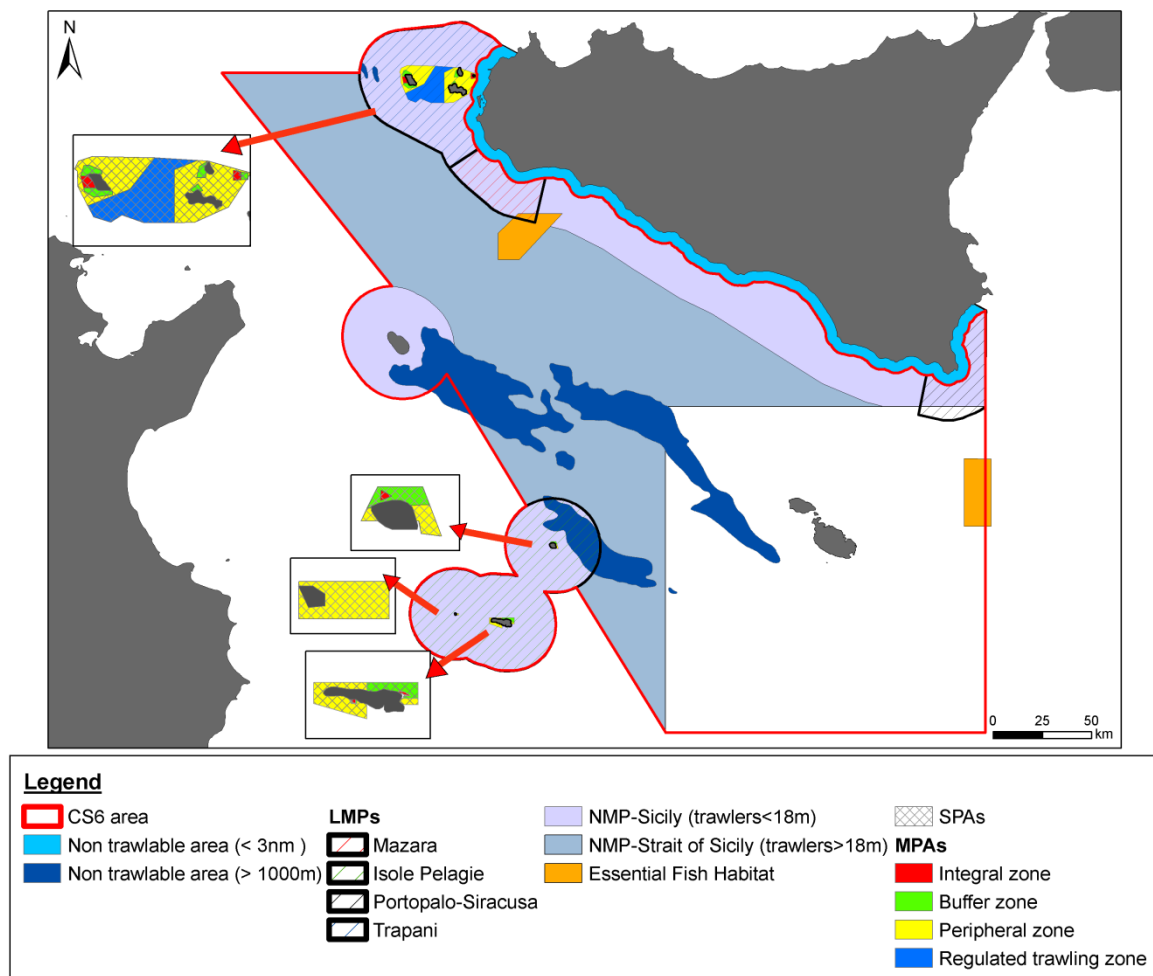 N
0 25 50
km
Legend
CS6 area
Non trawlable area (< 3nm )
Non trawlable area (> 1000m)
LMPs
Mazara
Isole Pelagie
Portopalo-Siracusa
Trapani
NMP-Sicily (trawlers<18m)
NMP-Strait of Sicily (trawlers>18m)
Essential Fish Habitat
SPAs
MPAs
Integral zone
Buffer zone
Peripheral zone
Regulated trawling zone